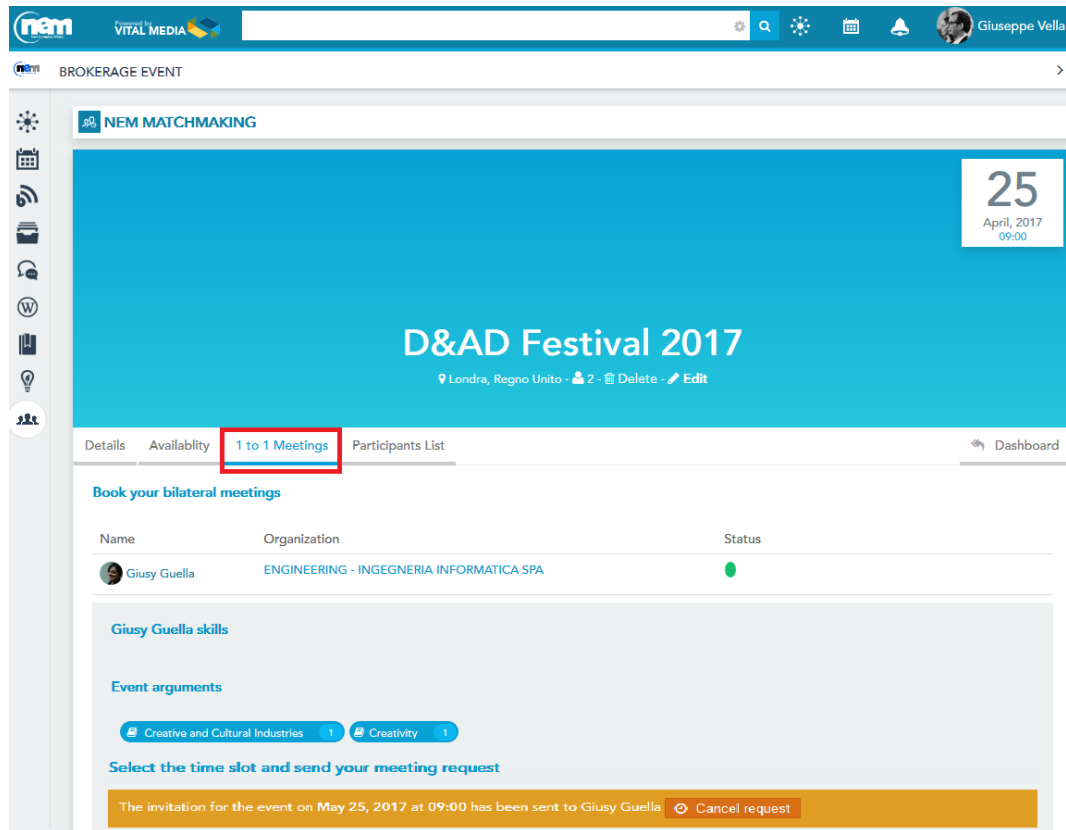 nem
Powered by
VITAL MEDIA
Giuseppe Vella
nem
BROKERAGE EVENT
NEM MATCHMAKING
25
April, 2017
09:00
D&AD Festival 2017
Londra, Regno Unito - 2 - Delete - Edit
Details Availablity 1 to 1 Meetings Participants List Dashboard
Book your bilateral meetings
Name Organization Status
Giusy Guella ENGINEERING - INGEGNERIA INFORMATICA SPA
Giusy Guella skills
Event arguments
Creative and Cultural Industries 1 Creativity 1
Select the time slot and send your meeting request
The invitation for the event on May 25, 2017 at 09:00 has been sent to Giusy Guella Cancel request